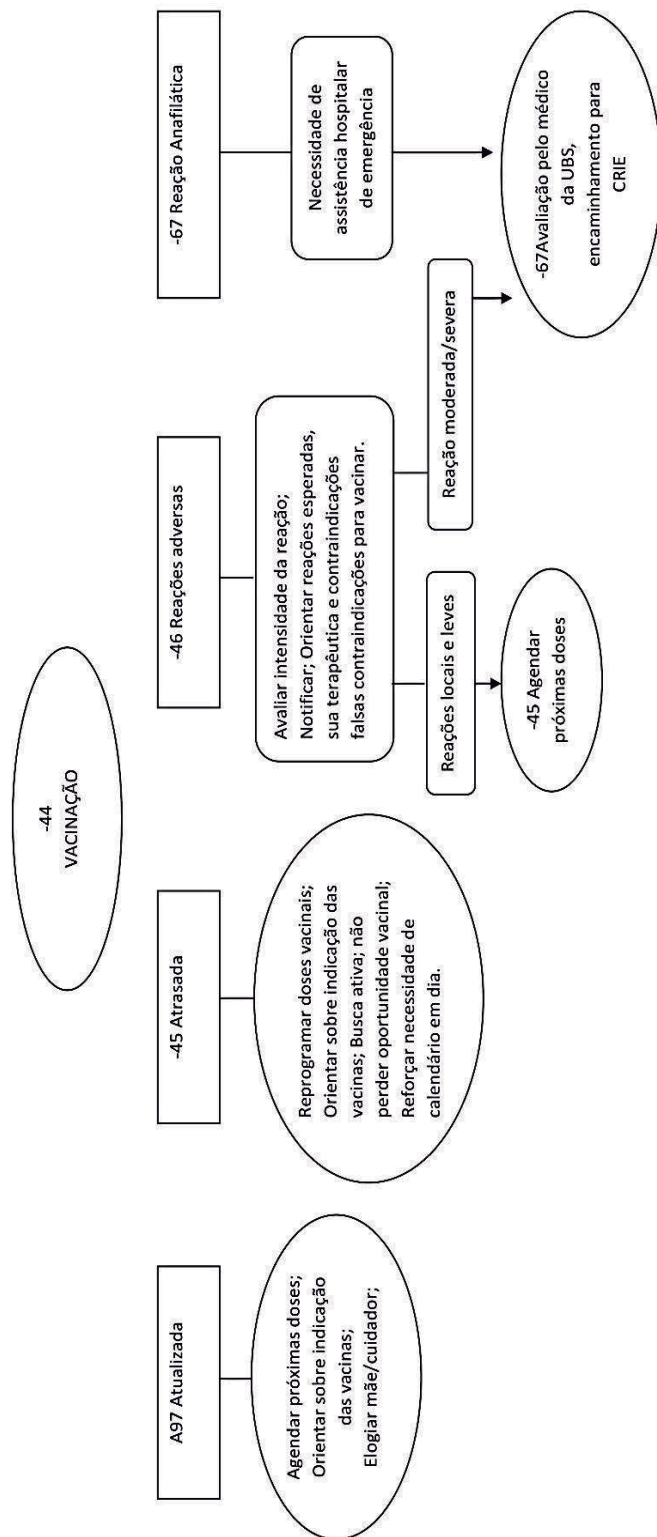 -44
VACINAÇÃO
A97 Atualizada
Agendar próximas doses;
Orientar sobre indicação
das vacinas;
Elogiar mãe/cuidador;
-45 Atrasada
Reprogramar doses vacinais;
Orientar sobre indicação das
vacinas; Busca ativa; não
perder oportunidade vacinal;
Reforçar necessidade de
calendário em dia.
-46 Reações adversas
Avaliar intensidade da reação;
Notificar; Orientar reações esperadas,
sua terapêutica e contraindicações
falsas contraindicações para vacinar.
Reações locais e leves
-45 Agendar
próximas doses
Reação moderada/severa
-67 Reação Anafilática
Necessidade de
assistência hospitalar
de emergência
-67Avaliação pelo médico
da UBS,
encaminhamento para
CRIE